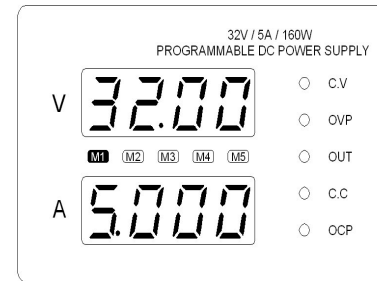 32V / 5A / 160W
PROGRAMMABLE DC POWER SUPPLY
V 32.00
C.V
OVP
M1 M2 M3 M4 M5
OUT
A 5.000
C.C
OCP